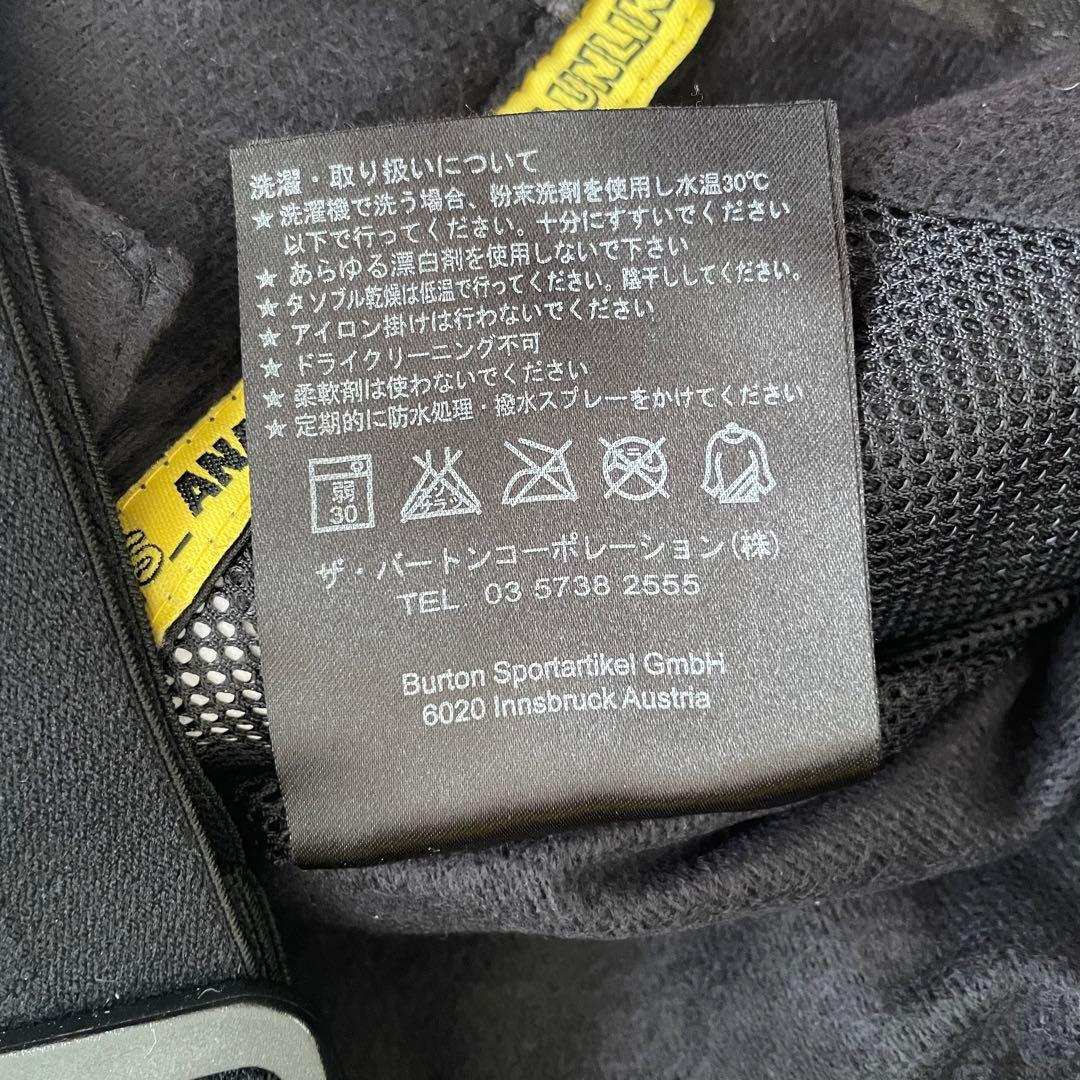 UNLIK
洗濯・取り扱いについて
★洗濯機で洗う場合、粉末洗剤を使用し水温30℃
以下で行ってください。十分にすすいでください
★あらゆる漂白剤を使用しないで下さい
★タソブル乾燥は低温で行ってください。陰干ししてください。
★アイロン掛けは行わないでください
★ドライクリーニング不可
★柔軟剤は使わないでください
★定期的に防水処理・撥水スプレーをかけてください
弱
30
エンソ
サラシ
ザ・バートンコーポレーション(株)
TEL 03 5738 2555
Burton Sportartikel GmbH
6020 Innsbruck Austria
- AN